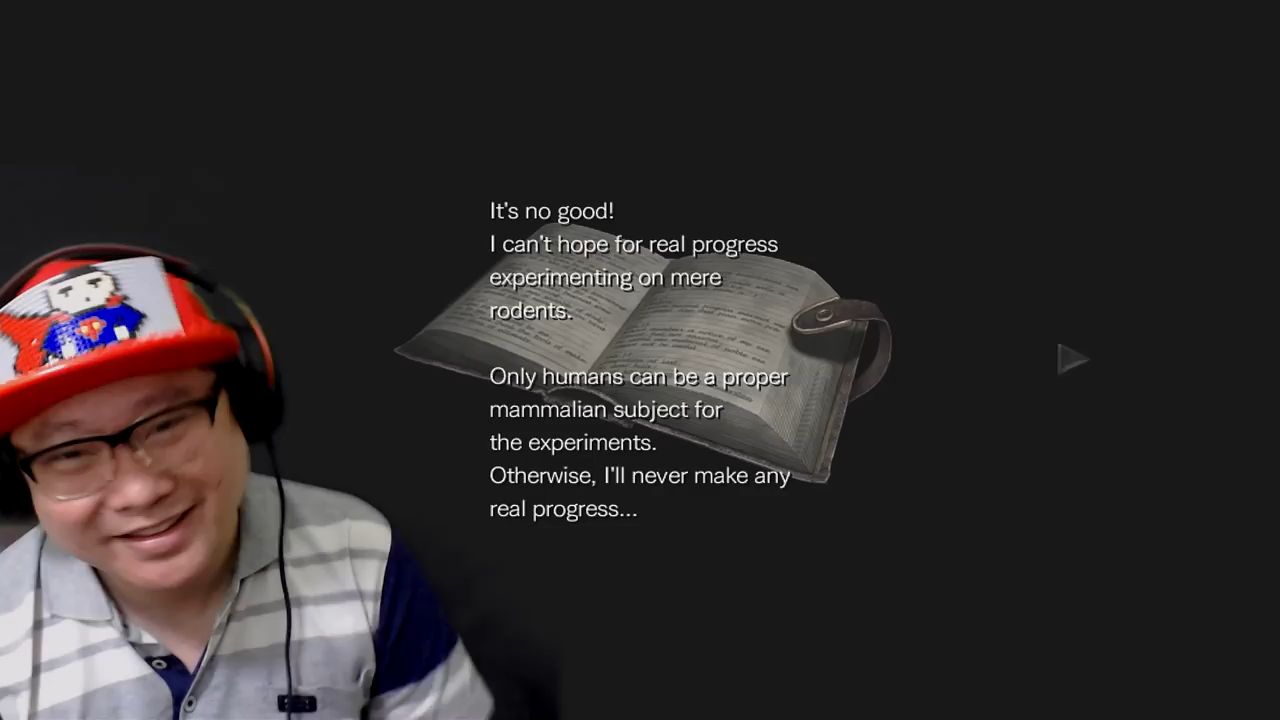 It's no good!
I can't hope for real progress
experimenting on mere
rodents.
Only humans can be a proper
mammalian subject for
the experiments.
Otherwise, I'll never make any
real progress...